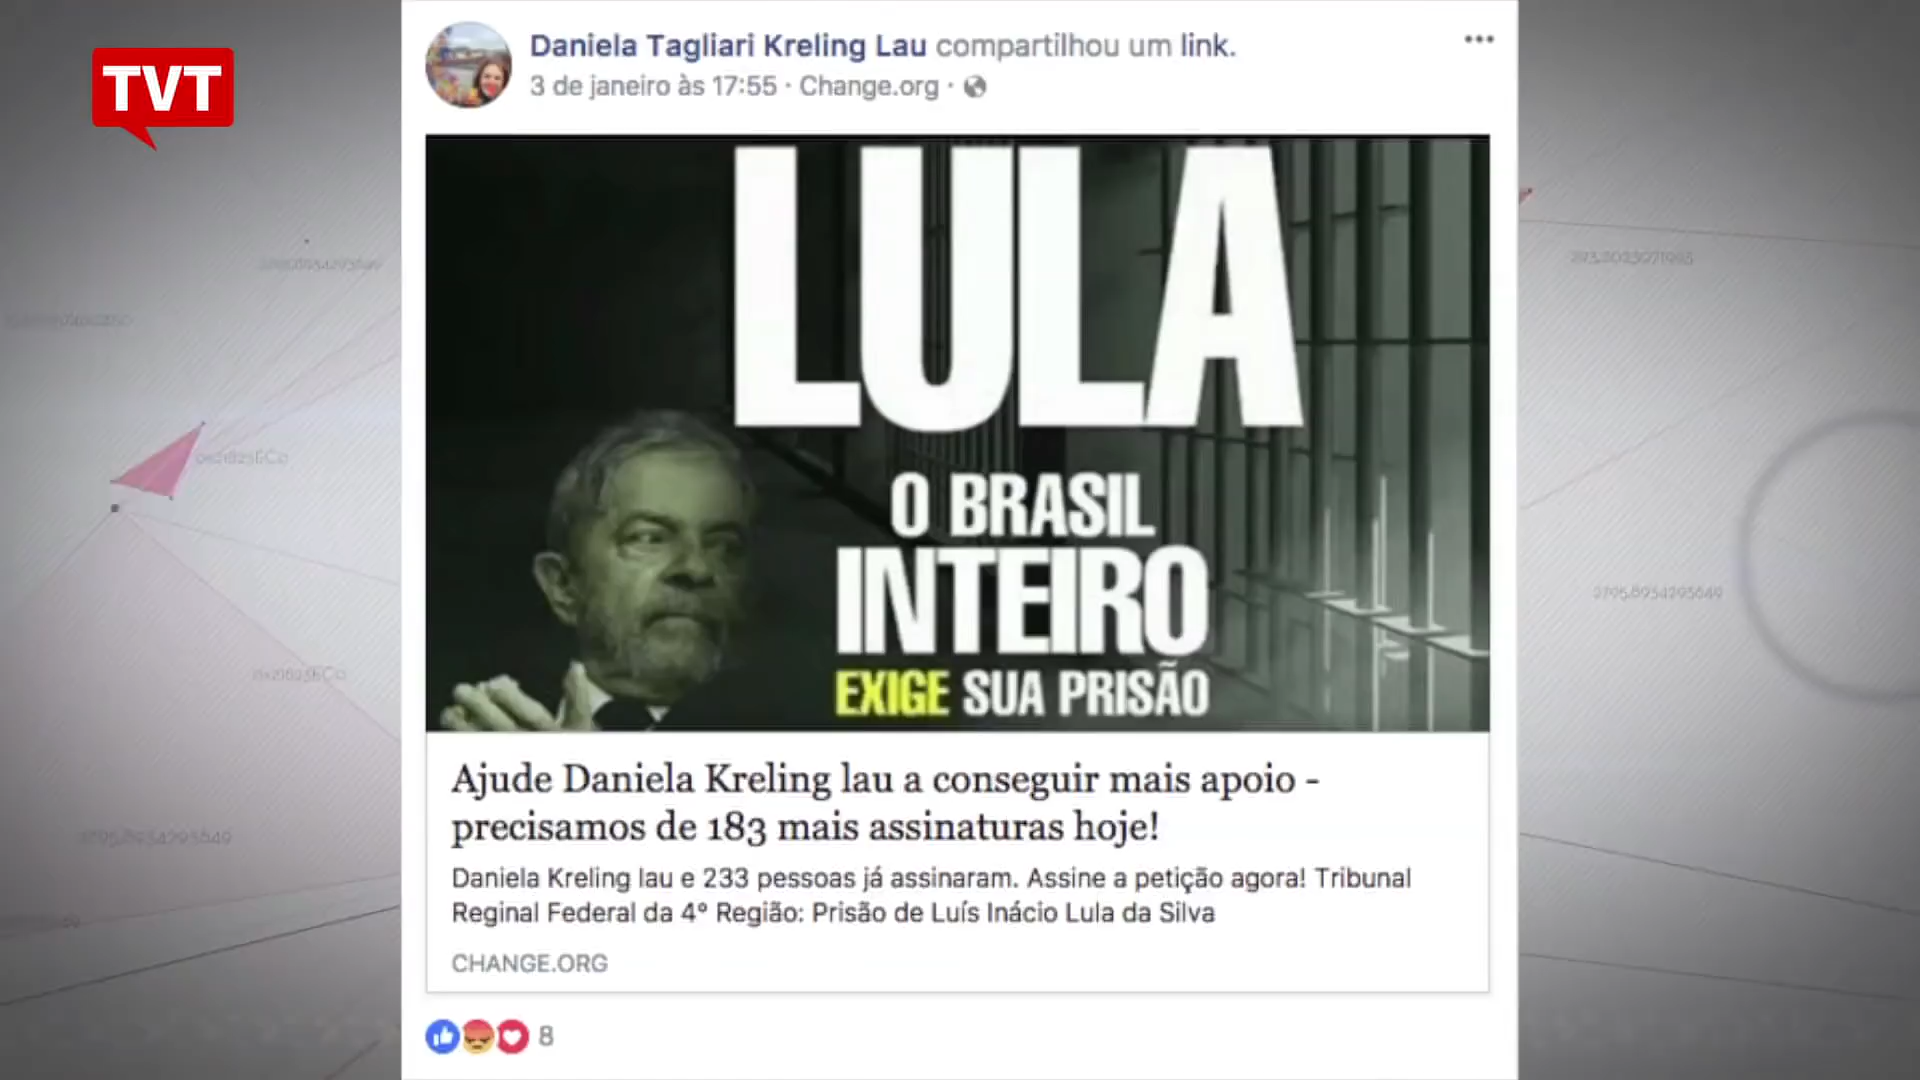 TVT
Daniela Tagliari Kreling Lau compartilhou um link.
3 de janeiro às 17:55 · Change.org ·
LULA
O BRASIL
INTEIRO
EXIGE SUA PRISÃO
Ajude Daniela Kreling lau a conseguir mais apoio -
precisamos de 183 mais assinaturas hoje!
Daniela Kreling lau e 233 pessoas já assinaram. Assine a petição agora! Tribunal
Reginal Federal da 4º Região: Prisão de Luís Inácio Lula da Silva
CHANGE.ORG
8